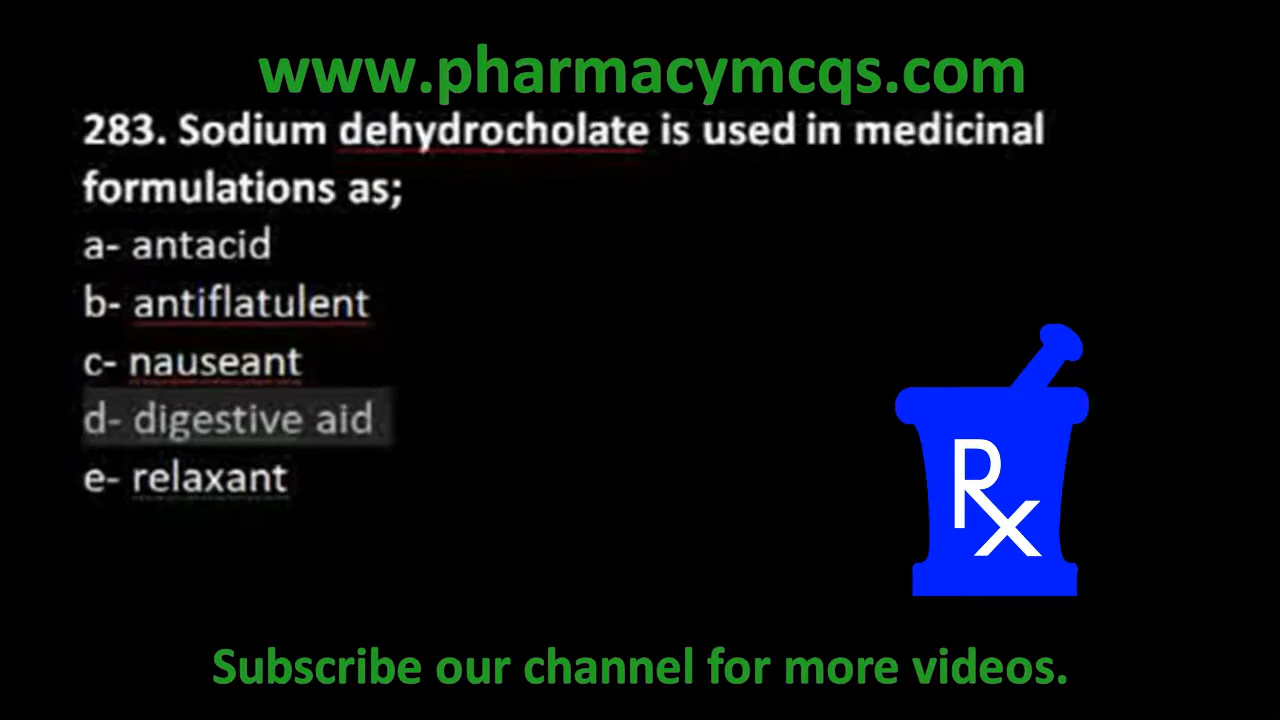 www.pharmacymcqs.com
283. Sodium dehydrocholate is used in medicinal
formulations as;
a- antacid
b- antiflatulent
c- nauseant
d- digestive aid
e- relaxant
Rx
Subscribe our channel for more videos.